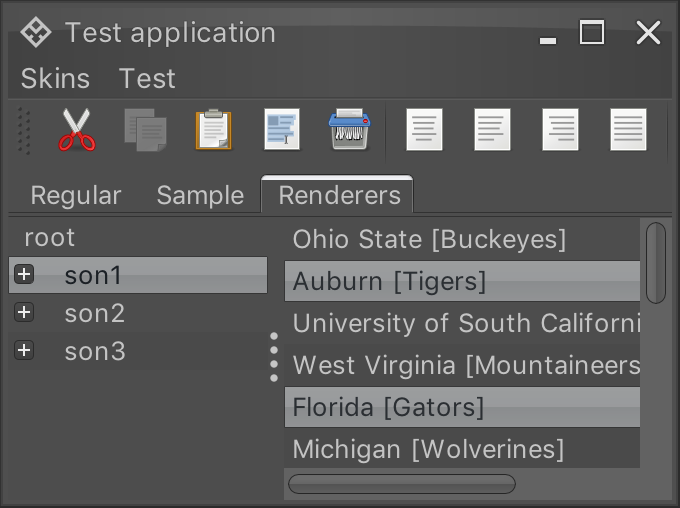 Test application
Skins Test
Regular Sample Renderers
root
son1
son2
son3
Ohio State [Buckeyes]
Auburn [Tigers]
University of South Californi
West Virginia [Mountaineers
Florida [Gators]
Michigan [Wolverines]